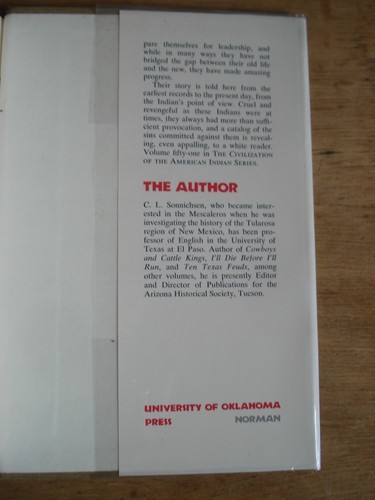 pare themselves for leadership, and
while in many ways they have not
bridged the gap between their old life
and the new, they have made amazing
progress.
Their story is told here from the
earliest records to the present day, from
the Indian's point of view. Cruel and
revengeful as these Indians were at
times, they always had more than suffi-
cient provocation, and a catalog of the
sins committed against them is reveal-
ing, even appalling, to a white reader.
Volume fifty-one in THE CIVILIZATION
OF THE AMERICAN INDIAN SERIES.
THE AUTHOR
C. L. Sonnichsen, who became inter-
ested in the Mescaleros when he was
investigating the history of the Tularosa
region of New Mexico, has been pro-
fessor of English in the University of
Texas at El Paso. Author of Cowboys
and Cattle Kings, I'll Die Before I'll
Run, and Ten Texas Feuds, among
other volumes, he is presently Editor
and Director of Publications for the
Arizona Historical Society, Tucson.
UNIVERSITY OF OKLAHOMA
PRESS NORMAN